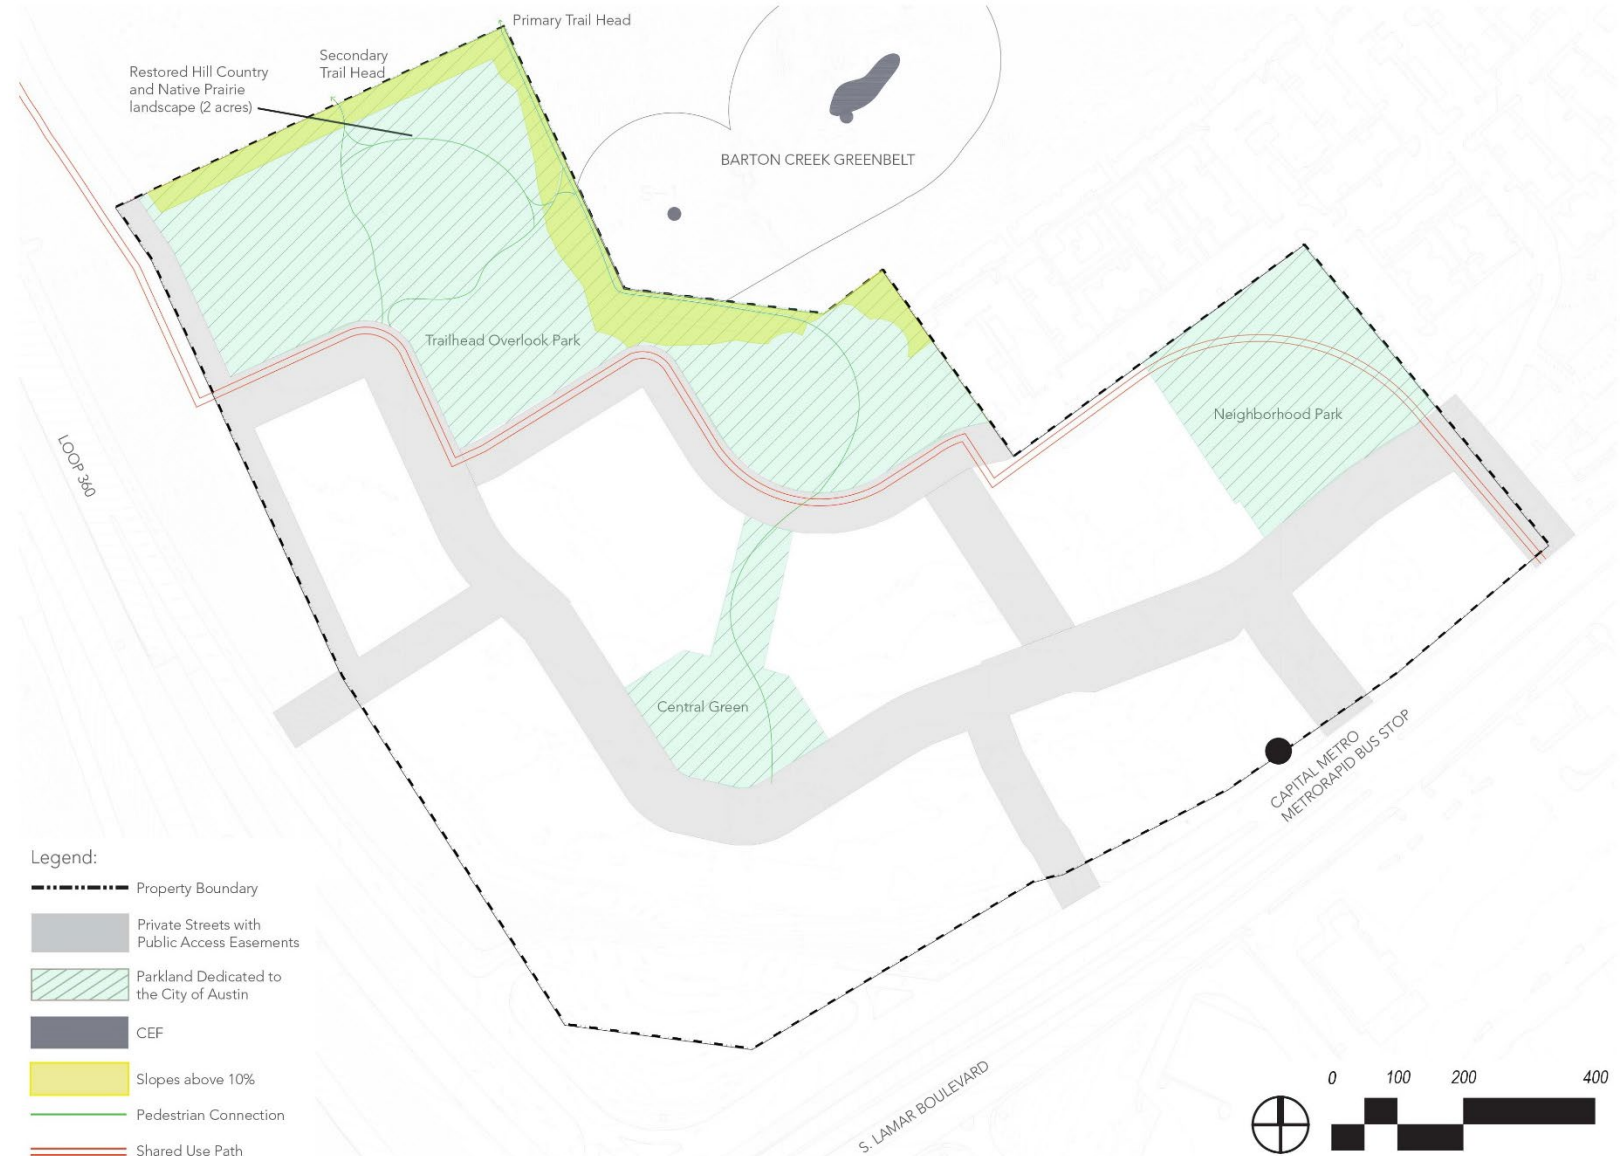 Primary Trail Head
Secondary
Trail Head
Restored Hill Country
and Native Prairie
landscape (2 acres)
BARTON CREEK GREENBELT
Trailhead Overlook Park
Neighborhood Park
LOOP 360
Central Green
CAPITAL METRO
METRORAPID BUS STOP
S. LAMAR BOULEVARD
Legend:
Property Boundary
Private Streets with
Public Access Easements
Parkland Dedicated to
the City of Austin
CEF
Slopes above 10%
Pedestrian Connection
Shared Use Path
0 100 200 400